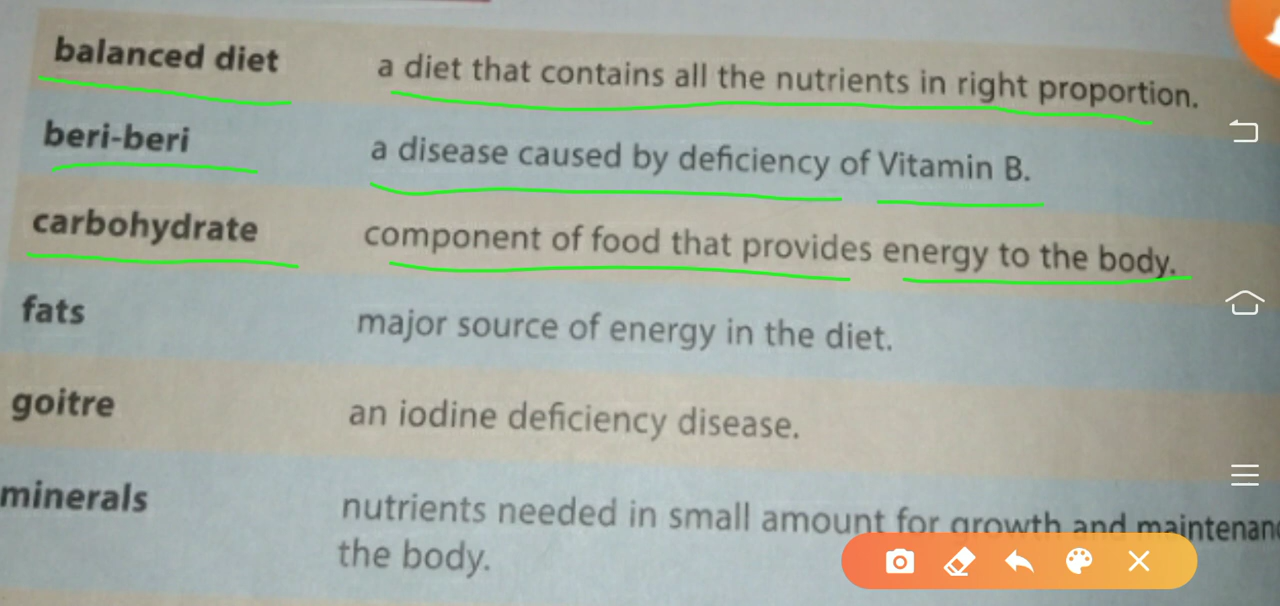 balanced diet a diet that contains all the nutrients in right proportion.
beri-beri a disease caused by deficiency of Vitamin B.
carbohydrate component of food that provides energy to the body.
fats major source of energy in the diet.
goitre an iodine deficiency disease.
minerals nutrients needed in small amount for growth and
the body.